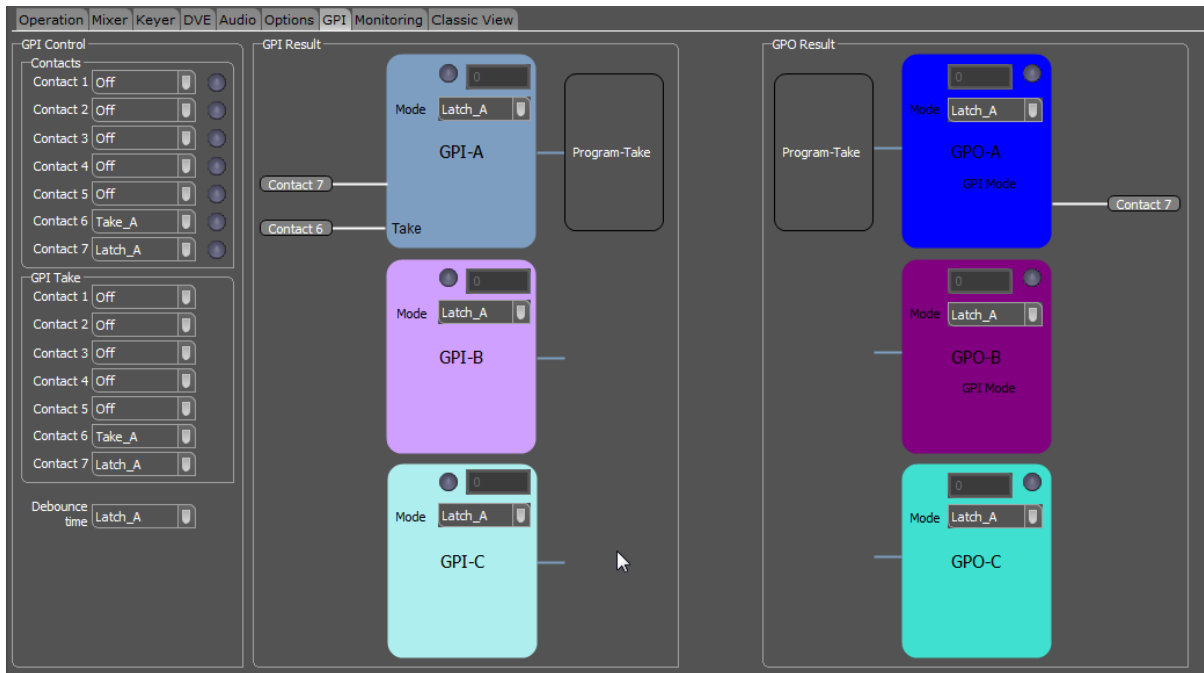 Operation Mixer Keyer DVE Audio Options GPI Monitoring Classic View
GPI Control
Contacts
Contact 1 Off
Contact 2 Off
Contact 3 Off
Contact 4 Off
Contact 5 Off
Contact 6 Take_A
Contact 7 Latch_A
GPI Take
Contact 1 Off
Contact 2 Off
Contact 3 Off
Contact 4 Off
Contact 5 Off
Contact 6 Take_A
Contact 7 Latch_A
Debounce
time Latch_A
GPI Result
0
Mode Latch_A
GPI-A
Program-Take
Contact 7
Contact 6
Take
0
Mode Latch_A
GPI-B
0
Mode Latch_A
GPI-C
GPO Result
0
Mode Latch_A
Program-Take
GPO-A
GPI Mode
Contact 7
0
Mode Latch_A
GPO-B
GPI Mode
0
Mode Latch_A
GPO-C